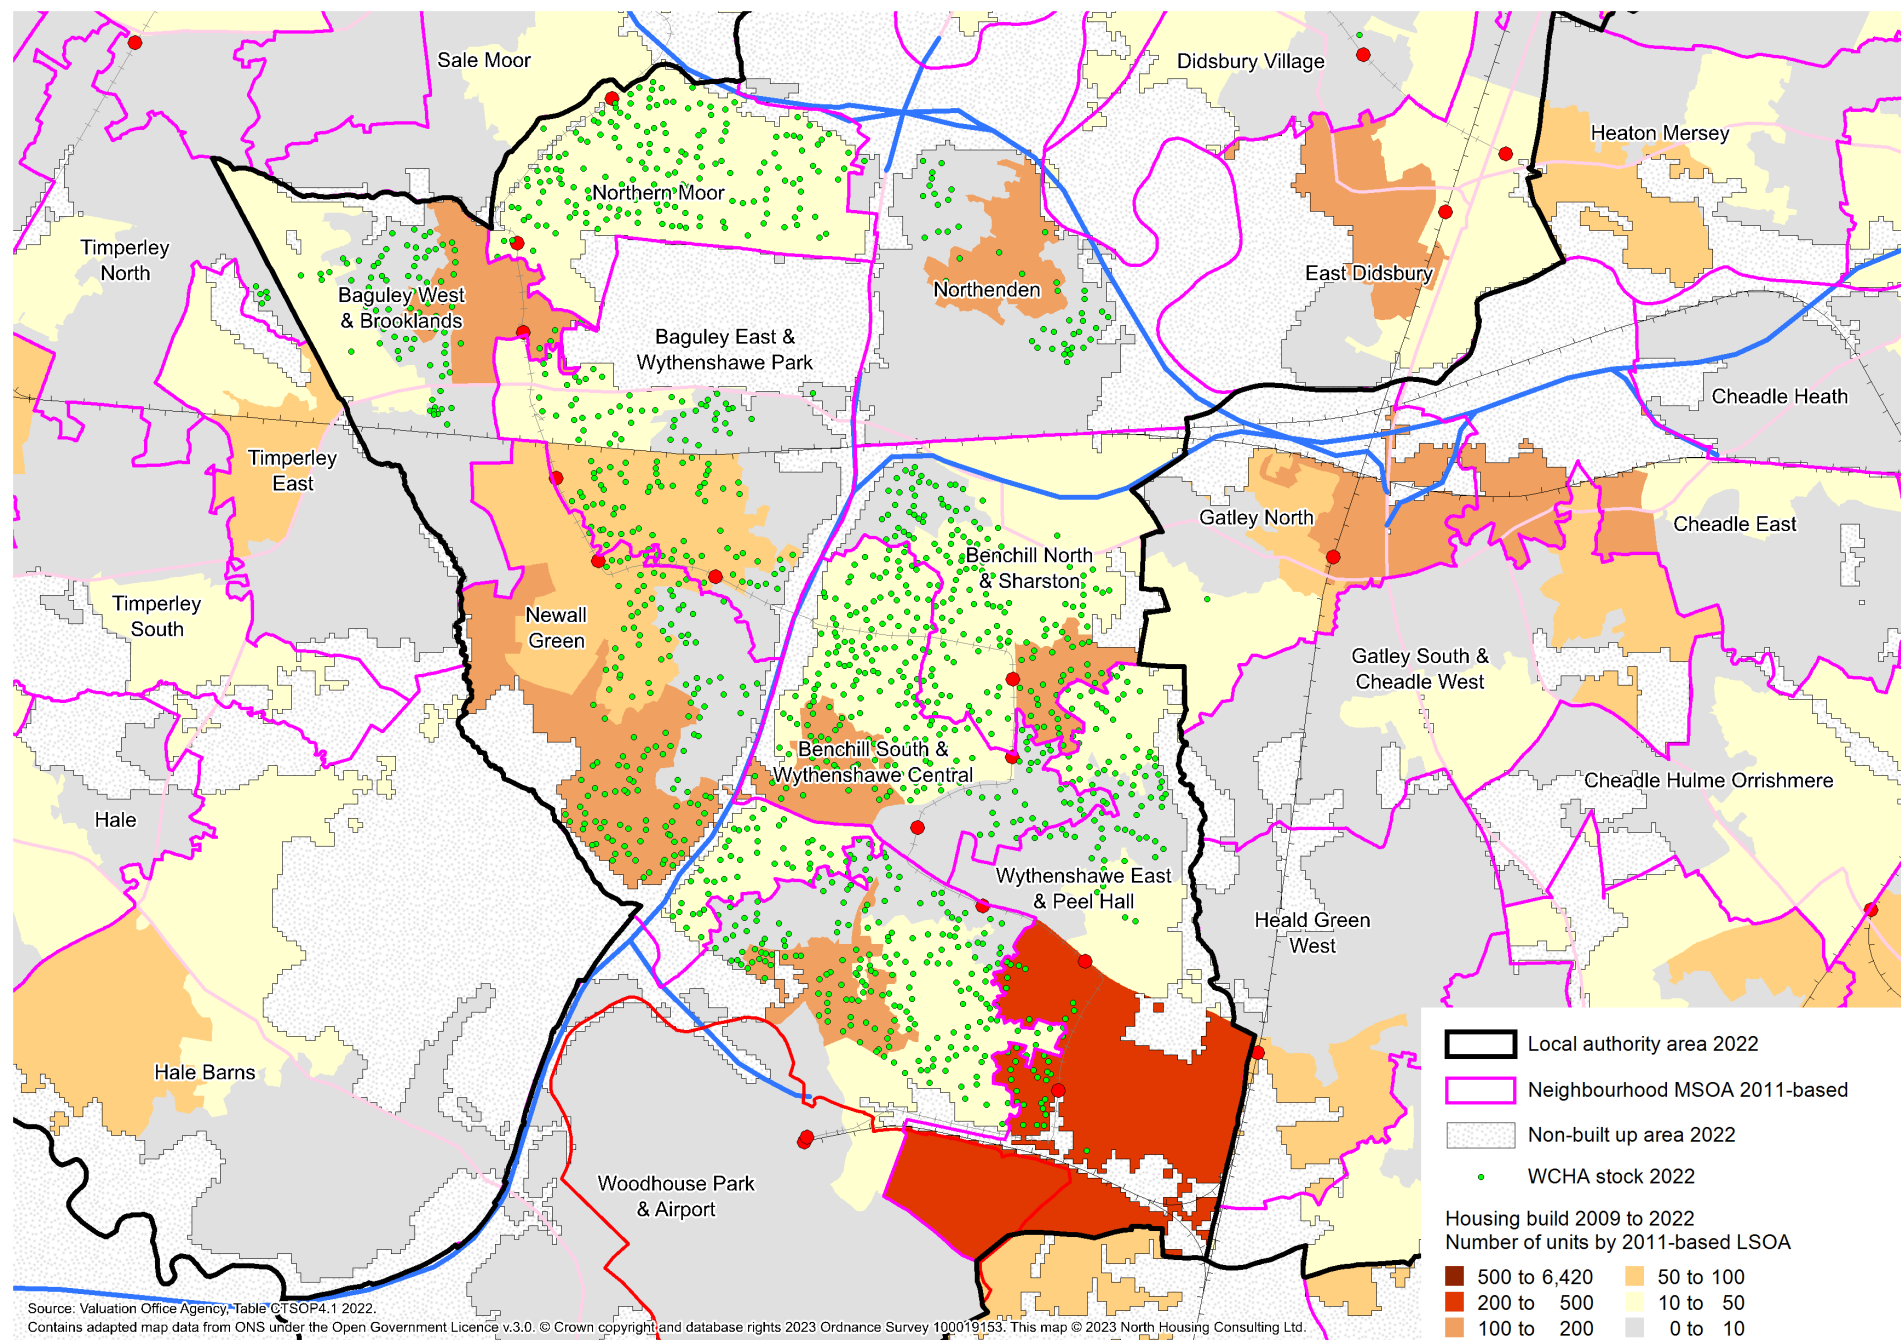 Sale Moor
Didsbury Village
Heaton Mersey
Northern Moor
Timperley
North
Baguley West
& Brooklands
Northenden
East Didsbury
Baguley East &
Wythenshawe Park
Cheadle Heath
Timperley
East
Gatley North
Cheadle East
Benchill North
& Sharston
Timperley
South
Newall
Green
Gatley South &
Cheadle West
Benchill South &
Wythenshawe Central
Cheadle Hulme Orrishmere
Hale
Wythenshawe East
& Peel Hall
Heald Green
West
Hale Barns
Woodhouse Park
& Airport
Local authority area 2022
Neighbourhood MSOA 2011-based
Non-built up area 2022
WCHA stock 2022
Housing build 2009 to 2022
Number of units by 2011-based LSOA
500 to 6,420
50 to 100
200 to 500
10 to 50
100 to 200
0 to 10
Source: Valuation Office Agency, Table CTSOP4.1 2022.
Contains adapted map data from ONS under the Open Government Licence v.3.0. © Crown copyright and database rights 2023 Ordnance Survey 100019153. This map © 2023 North Housing Consulting Ltd.